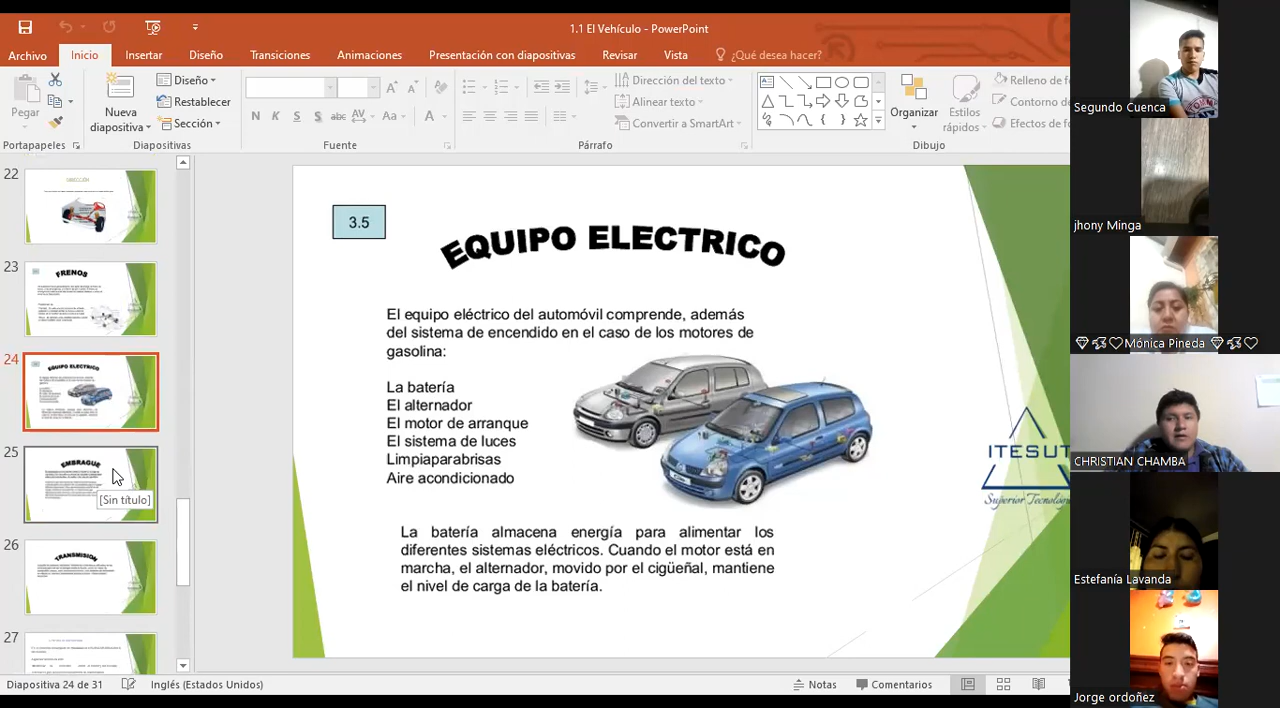 1.1 El Vehículo - PowerPoint
Archivo Inicio Insertar Diseño Transiciones Animaciones Presentación con diapositivas Revisar Vista ¿Qué desea hacer?
Pegar
Nueva
diapositiva
Diseño
Restablecer
Sección
N K S S abc AV Aa A
Dirección del texto
Alinear texto
Convertir a SmartArt
Organizar
Estilos
rápidos
Relleno de f
Contorno de
Efectos de f
Portapapeles Diapositivas Fuente Párrafo Dibujo
22
23
FRENOS
24
EQUIPO ELECTRICO
25
EMBRAGUE
[Sin título]
26
TRANSMISION
27
3.5
EQUIPO ELECTRICO
El equipo eléctrico del automóvil comprende, además
del sistema de encendido en el caso de los motores de
gasolina:
La batería
El alternador
El motor de arranque
El sistema de luces
Limpiaparabrisas
Aire acondicionado
La batería almacena energía para alimentar los
diferentes sistemas eléctricos. Cuando el motor está en
marcha, el alternador, movido por el cigüeñal, mantiene
el nivel de carga de la batería.
ITESUT
Superior Tecnológi
Diapositiva 24 de 31 Inglés (Estados Unidos) Notas Comentarios
Segundo Cuenca
jhony Minga
Mónica Pineda
CHRISTIAN CHAMBA
Estefanía Lavanda
Jorge ordoñez